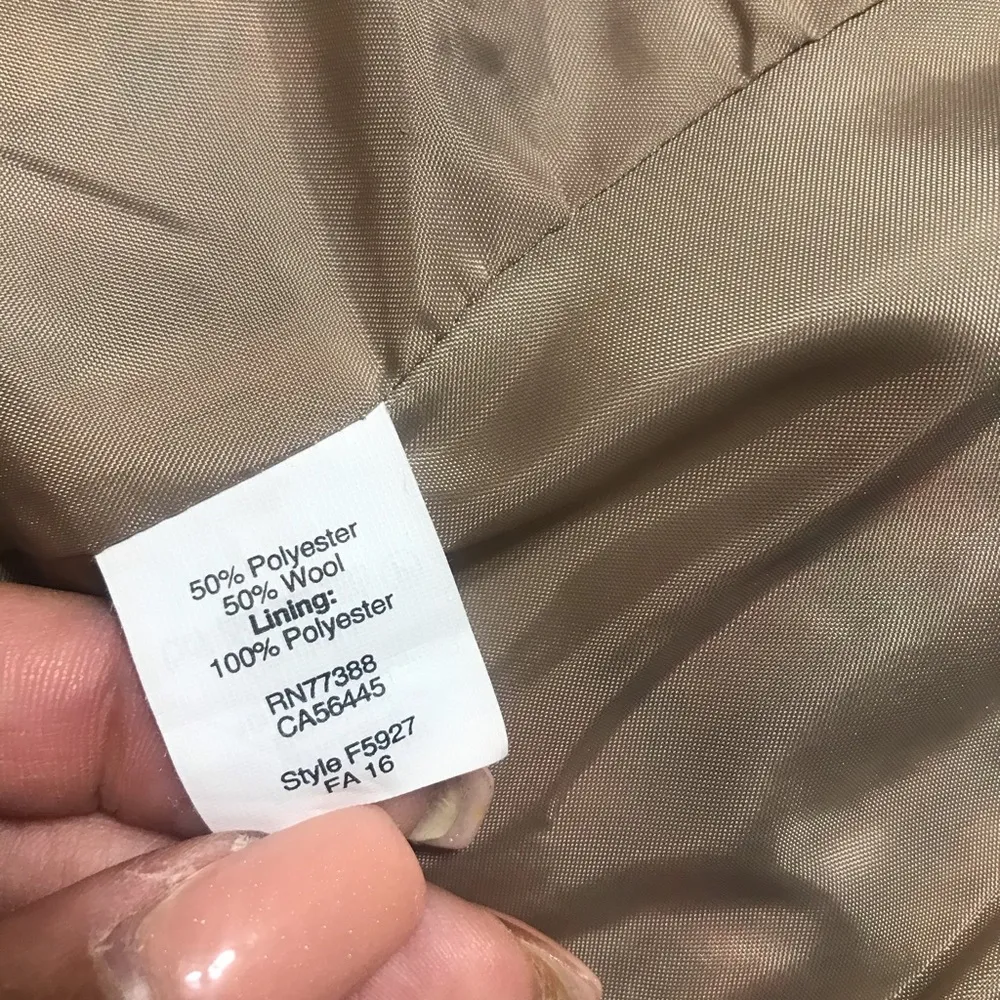 50% Polyester
50% Wool
Lining:
100% Polyester
RN77388
CA56445
Style F5927
FA 16